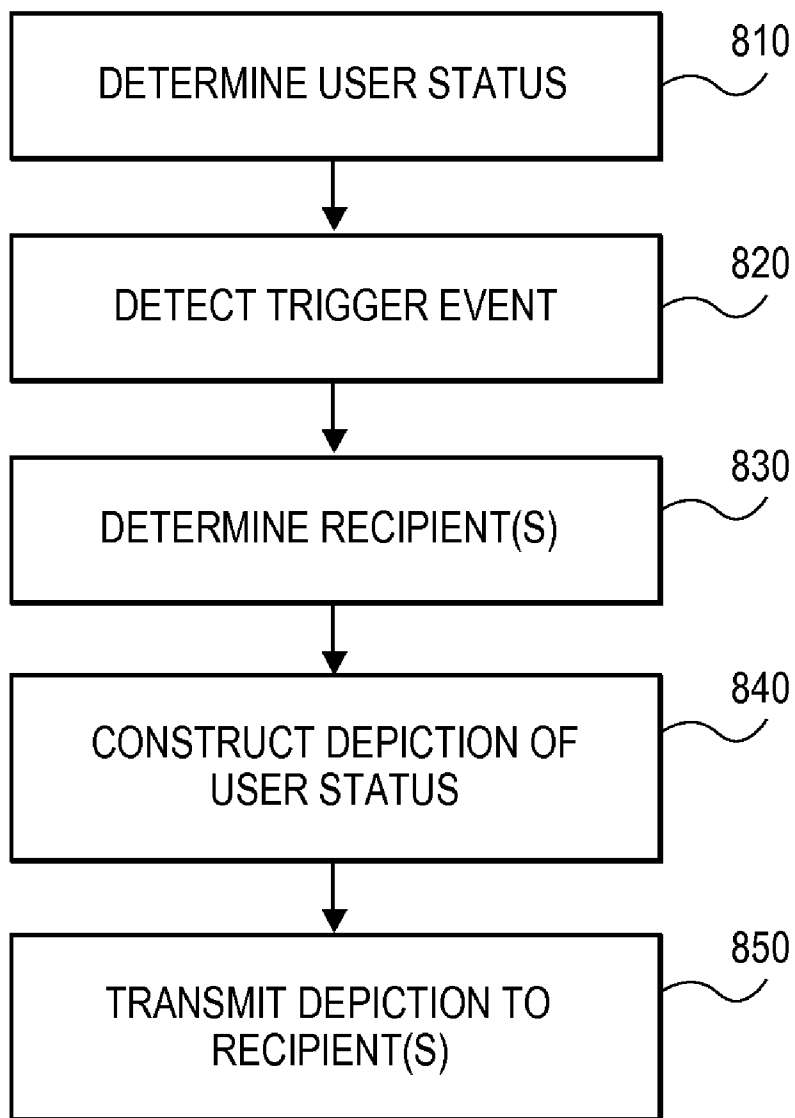 810
DETERMINE USER STATUS
820
DETECT TRIGGER EVENT
830
DETERMINE RECIPIENT(S)
840
CONSTRUCT DEPICTION OF
USER STATUS
850
TRANSMIT DEPICTION TO
RECIPIENT(S)